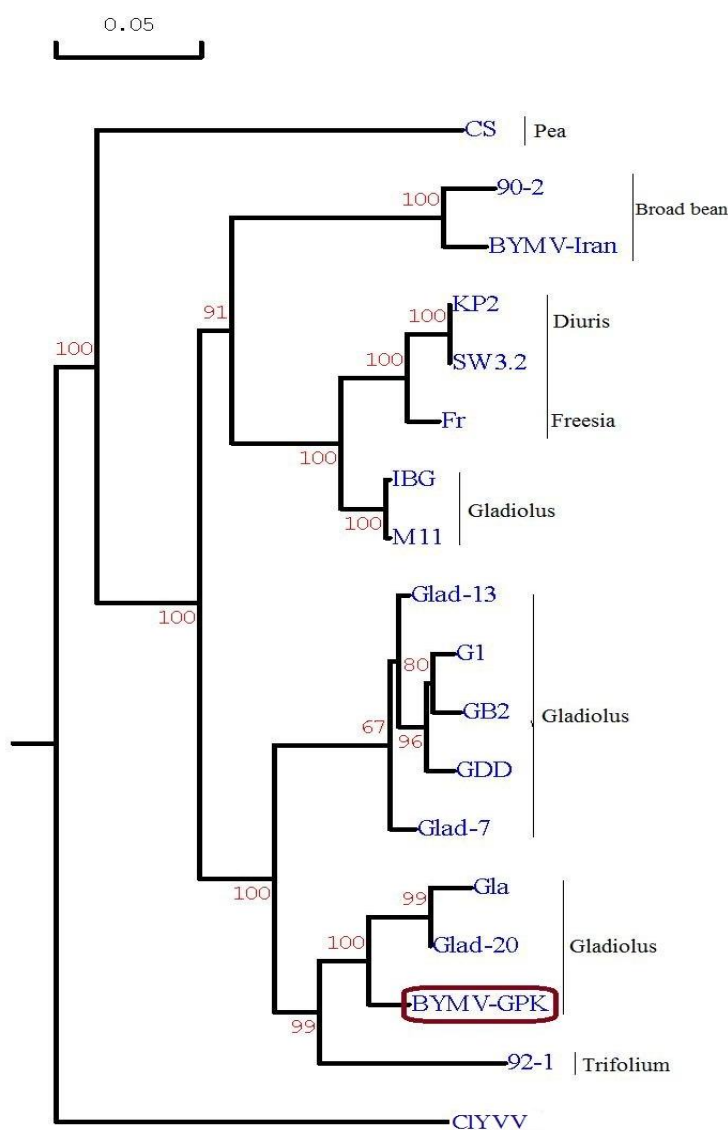 0.05
CS Pea
90-2
100
Broad bean
BYMV-Iran
KP2
91
100
Diuris
100
100
SW3.2
Fr Freesia
100
IBG
Gladiolus
100
M11
Glad-13
100
G1
80
67
GB2 Gladiolus
96
GDD
Glad-7
100
Gla
99
100
Glad-20 Gladiolus
BYMV-GPK
99
92-1 Trifolium
ClYVV